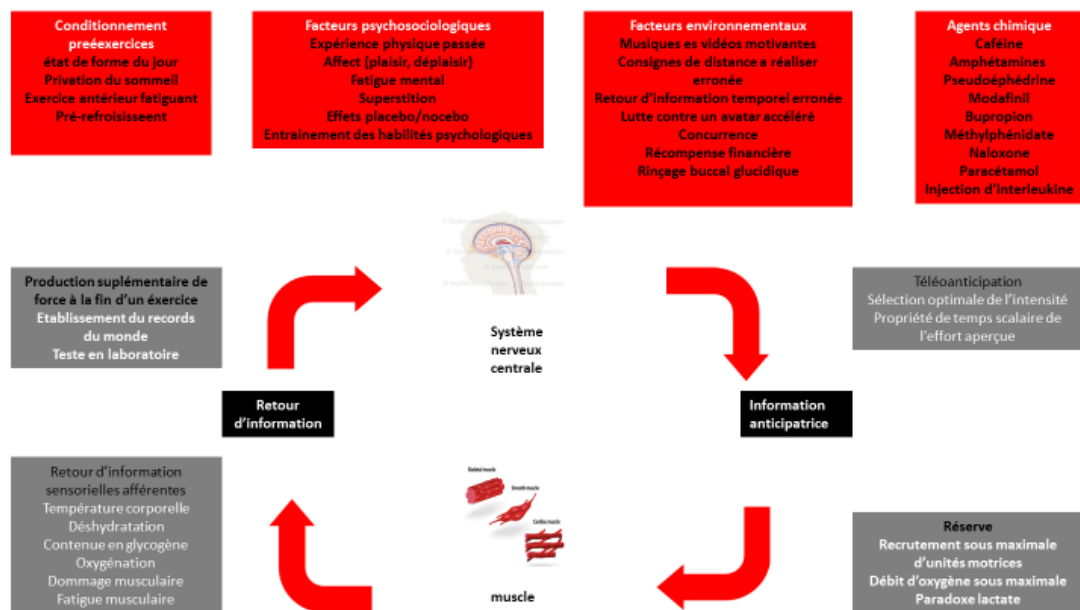 Conditionnement
preéexercices
état de forme du jour
Privation du sommeil
Exercice antérieur fatiguant
Pré-refroisisseent
Facteurs psychosociologiques
Expérience physique passée
Affect (plaisir, déplaisir)
Fatigue mental
Superstition
Effets placebo/nocebo
Entrainement des habilités psychologiques
Facteurs environnementaux
Musiques es vidéos motivantes
Consignes de distance a réaliser
erronée
Retour d'information temporel erronée
Lutte contre un avatar accéléré
Concurrence
Récompense financière
Rinçage buccal glucidique
Agents chimique
Caféine
Amphétamines
Pseudoéphédrine
Modafinil
Bupropion
Méthylphénidate
Naloxone
Paracétamol
Injection d'interleukine
Production suplémentaire de
force à la fin d'un éxercice
Etablissement du records
du monde
Teste en laboratoire
Système
nerveux
centrale
Téléoanticipation
Sélection optimale de l'intensité
Propriété de temps scalaire de
l'effort aperçue
Retour
d'information
Information
anticipatrice
Retour d'information
sensorielles afférentes
Température corporelle
Déshydratation
Contenue en glycogène
Oxygénation
Dommage musculaire
Fatigue musculaire
Skeletal muscle
Smooth muscle
Cardiac muscle
muscle
Réserve
Recrutement sous maximale
d'unités motrices
Débit d'oxygène sous maximale
Paradoxe lactate